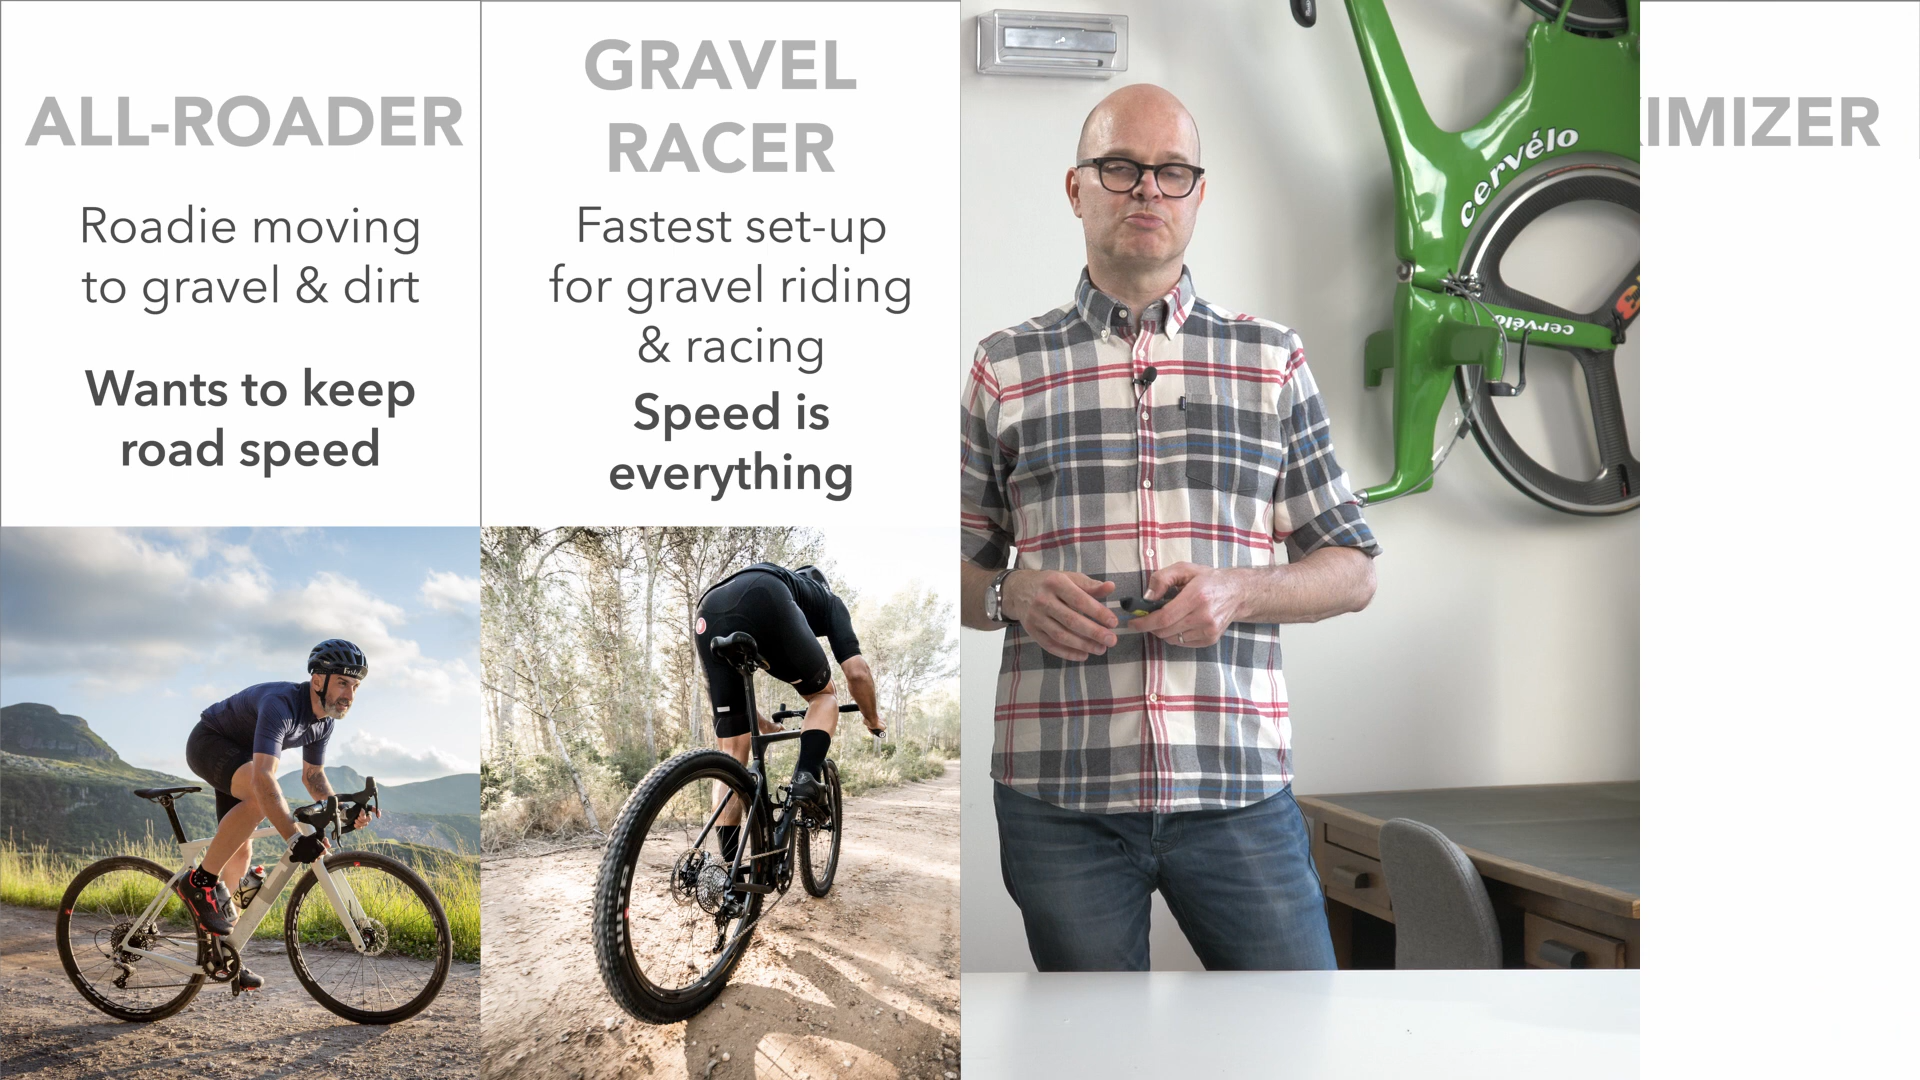 ALL-ROADER
Roadie moving
to gravel & dirt
Wants to keep
road speed
GRAVEL
RACER
Fastest set-up
for gravel riding
& racing
Speed is
everything
cervélo
cervélo
IMIZER